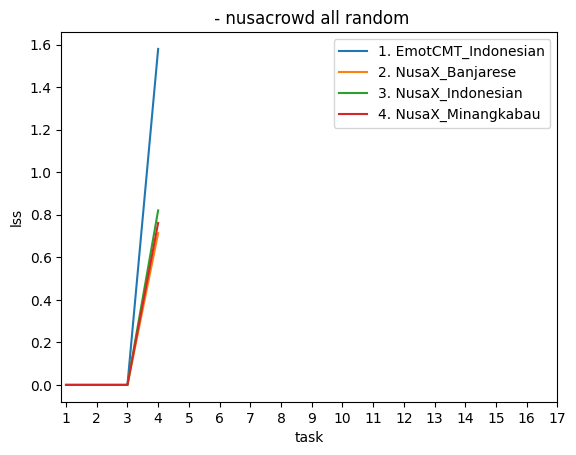 - nusacrowd all random
1. EmotCMT_Indonesian
2. NusaX_Banjarese
3. NusaX_Indonesian
4. NusaX_Minangkabau
lss
1.6
1.4
1.2
1.0
0.8
0.6
0.4
0.2
0.0
1 2 3 4 5 6 7 8 9 10 11 12 13 14 15 16 17
task